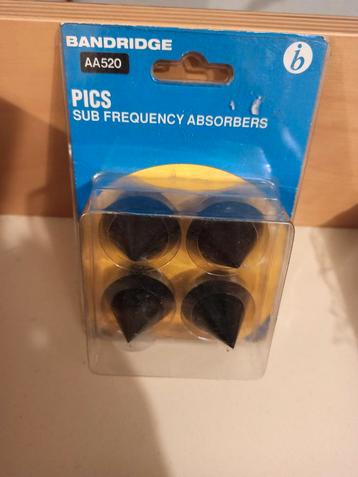 BANDRIDGE
AA520
b
PICS
SUB FREQUENCY ABSORBERS